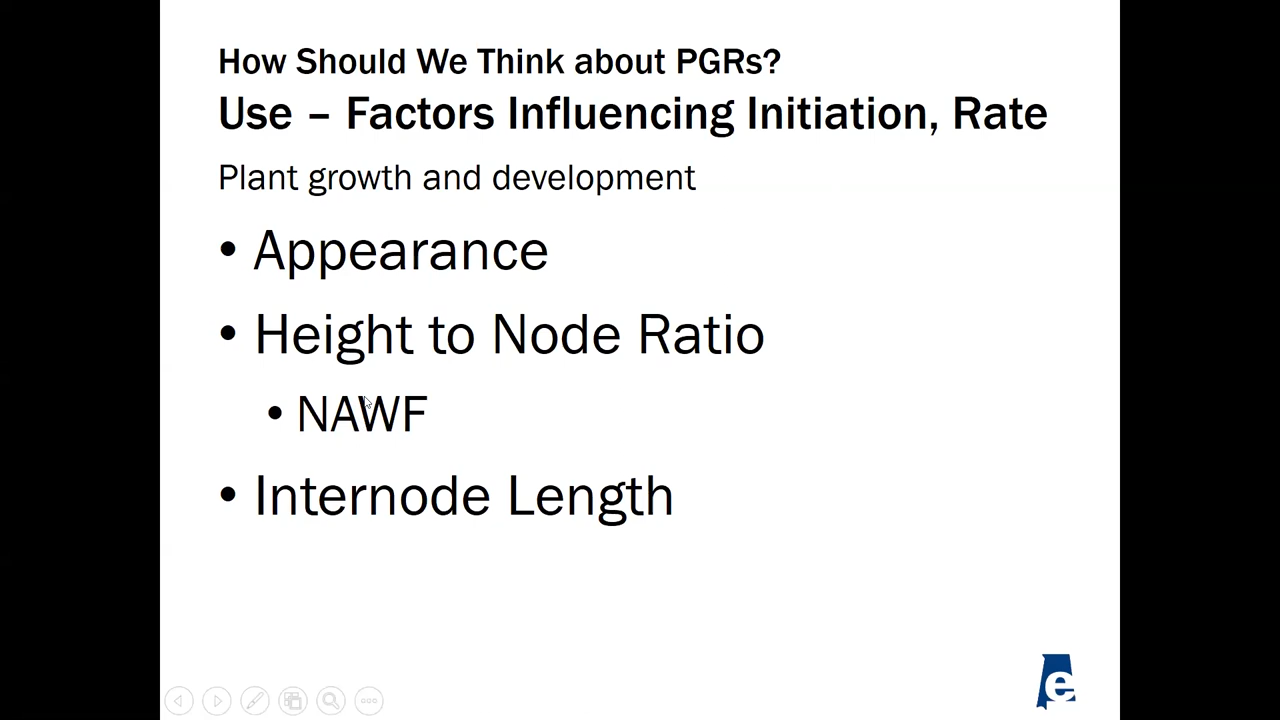 How Should We Think about PGRs?
Use – Factors Influencing Initiation, Rate
Plant growth and development
• Appearance
• Height to Node Ratio
• NAWF
• Internode Length
e